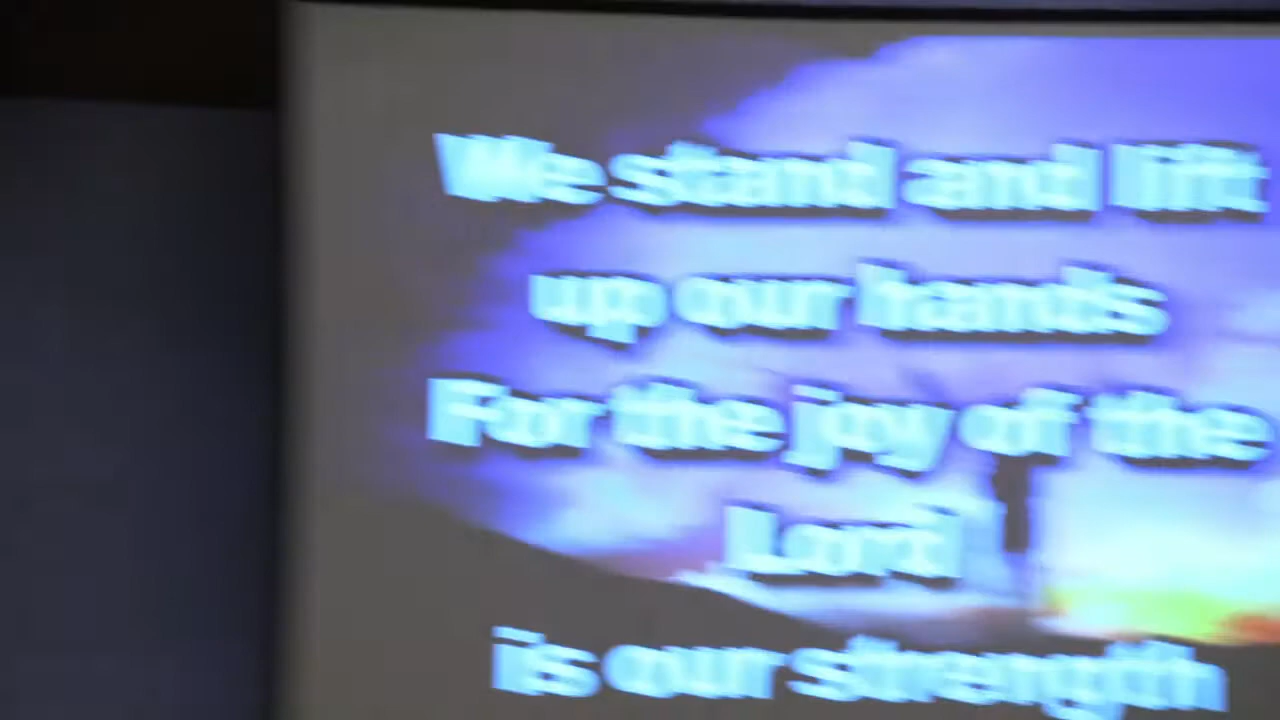 We stand and lift
up our hands
For the joy of the
Lord
is our strength